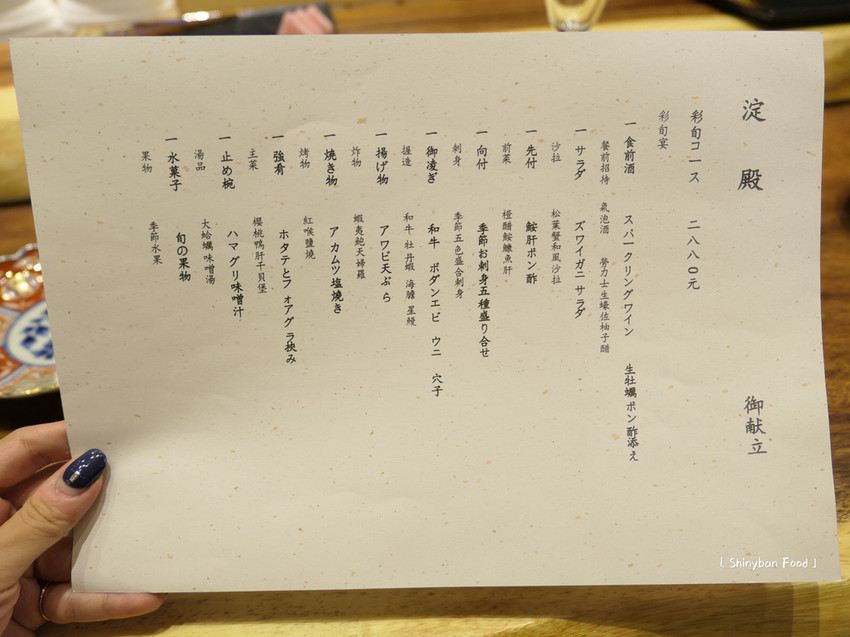 淀殿 御献立
彩旬コース 二八八〇元
彩旬宴
一 食前酒 スパークリングワイン 生牡蠣ポン酢添え
餐前招待 氣泡酒 勞力士生蠔佐柚子醋
一 サラダ ズワイガニサラダ
沙拉 松葉蟹和風沙拉
一 先付 鮟肝ポン酢
前菜 橙醋鮟鱇魚肝
一 向付 季節お刺身五種盛り合せ
刺身 季節五色盛合刺身
一 御凌ぎ 和牛 ボダンエビ ウニ 穴子
握造 和牛 牡丹蝦 海膽 星鰻
一 揚げ物 アワビ天ぷら
炸物 蝦夷鮑天婦羅
一 焼き物 アカムツ塩焼き
烤物 紅喉鹽燒
一 強肴 ホタテとフォアグラ挟み
主菜 櫻桃鴨肝干貝堡
一 止め椀 ハマグリ味噌汁
湯品 大蛤蠣味噌湯
一 水菓子 旬の果物
果物 季節水果
[ Shinyban Food ]